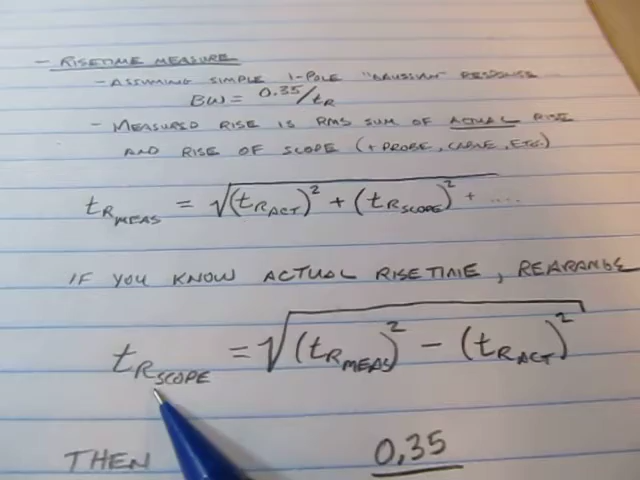 - RISETIME MEASURE
- ASSUMING SIMPLE 1-POLE "GAUSSIAN" RESPONSE
BW = 0.35/tR
- MEASURED RISE IS RMS SUM OF ACTUAL RISE
AND RISE OF SCOPE (+ PROBE, CABLE, ETC.)
tRMEAS = √(tRACT)² + (tRSCOPE)² + ....
IF YOU KNOW ACTUAL RISETIME, REARANGE
tRSCOPE = √(tRMEAS)² - (tRACT)²
THEN 0,35